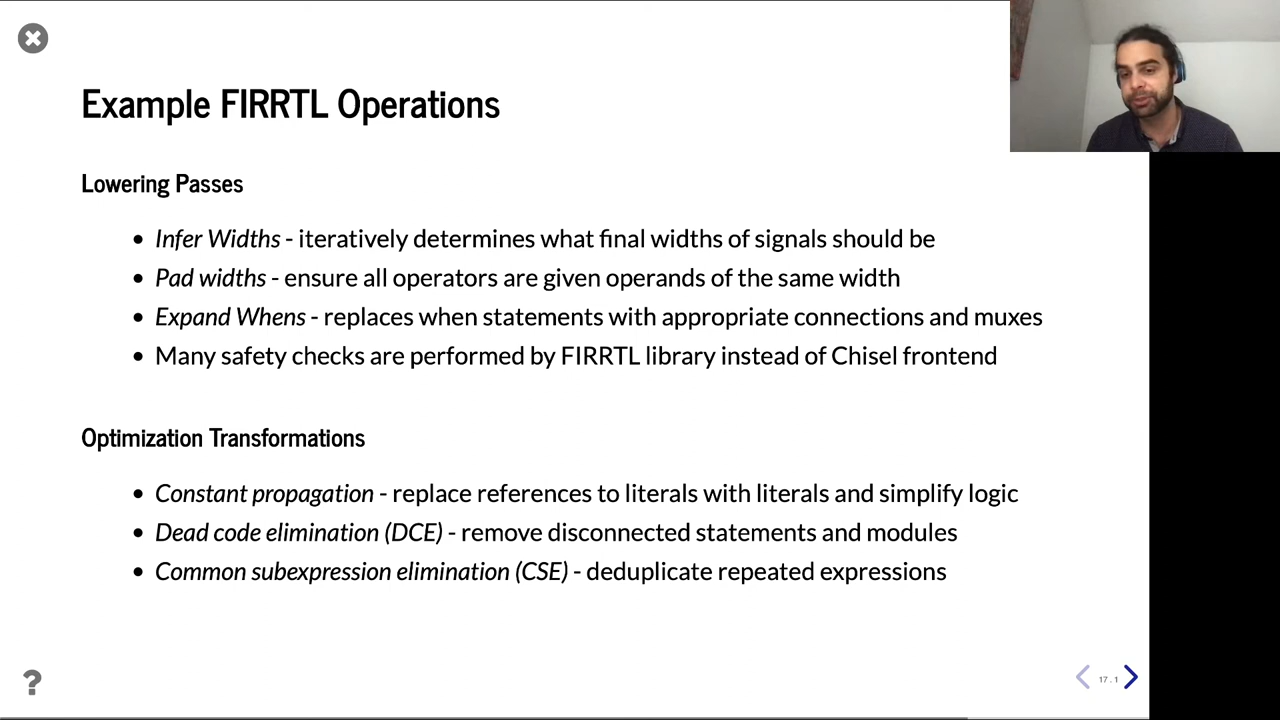 Example FIRRTL Operations
Lowering Passes
• Infer Widths - iteratively determines what final widths of signals should be
• Pad widths - ensure all operators are given operands of the same width
• Expand Whens - replaces when statements with appropriate connections and muxes
• Many safety checks are performed by FIRRTL library instead of Chisel frontend
Optimization Transformations
• Constant propagation - replace references to literals with literals and simplify logic
• Dead code elimination (DCE) - remove disconnected statements and modules
• Common subexpression elimination (CSE) - deduplicate repeated expressions
?
17 . 1